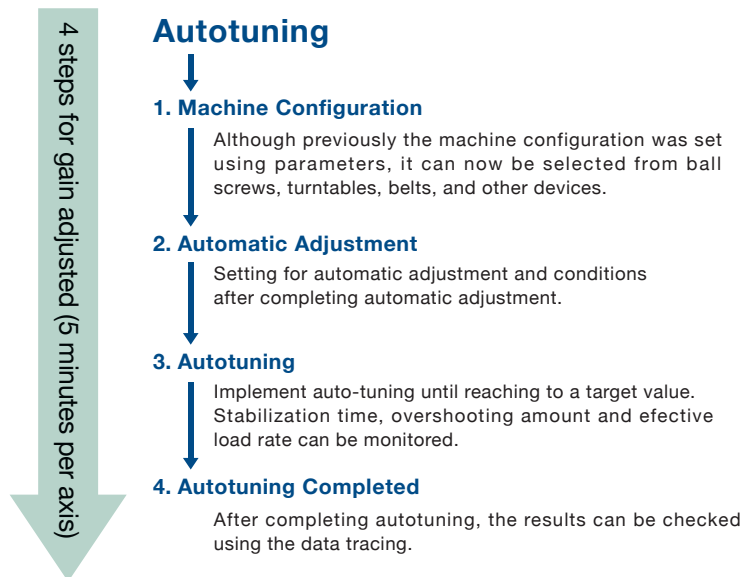 4 steps for gain adjusted (5 minutes per axis)
Autotuning
1. Machine Configuration
Although previously the machine configuration was set
using parameters, it can now be selected from ball
screws, turntables, belts, and other devices.
2. Automatic Adjustment
Setting for automatic adjustment and conditions
after completing automatic adjustment.
3. Autotuning
Implement auto-tuning until reaching to a target value.
Stabilization time, overshooting amount and efective
load rate can be monitored.
4. Autotuning Completed
After completing autotuning, the results can be checked
using the data tracing.